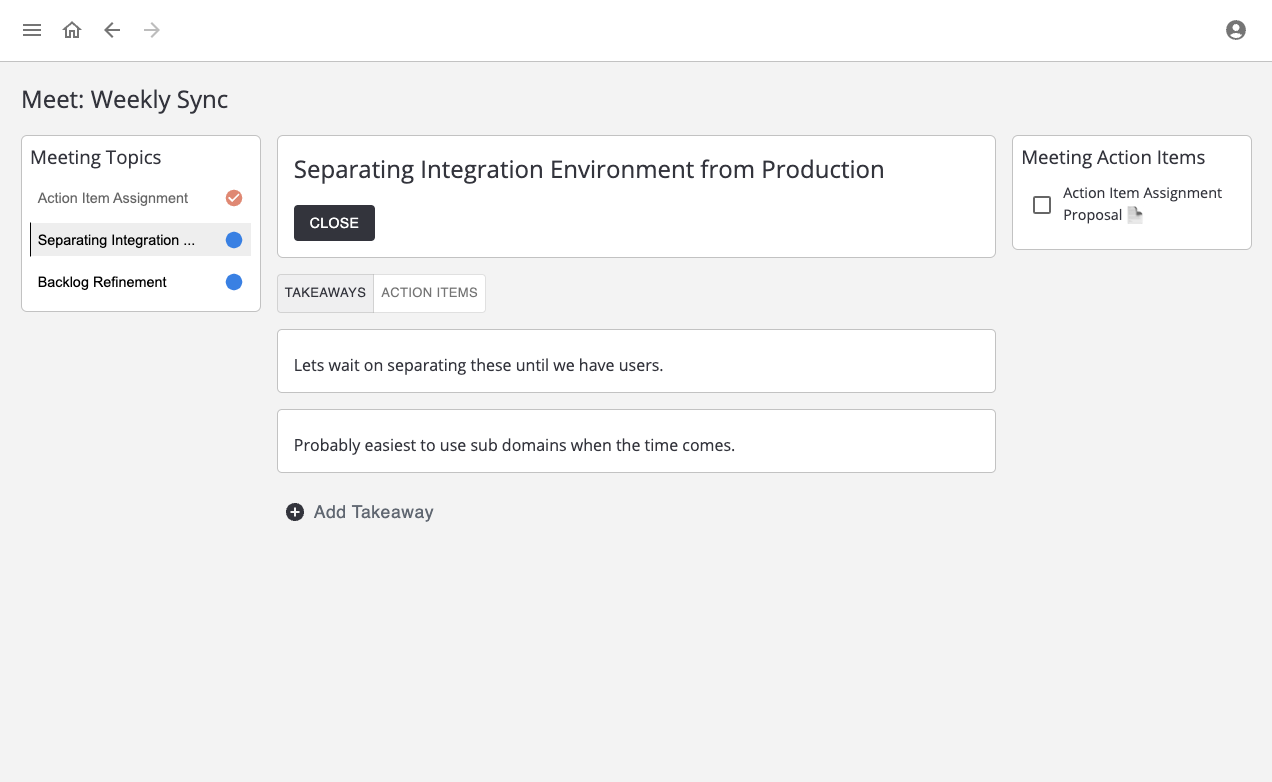 Meet: Weekly Sync
Meeting Topics
Action Item Assignment
Separating Integration ...
Backlog Refinement
Separating Integration Environment from Production
CLOSE
TAKEAWAYS
ACTION ITEMS
Lets wait on separating these until we have users.
Probably easiest to use sub domains when the time comes.
Add Takeaway
Meeting Action Items
Action Item Assignment
Proposal